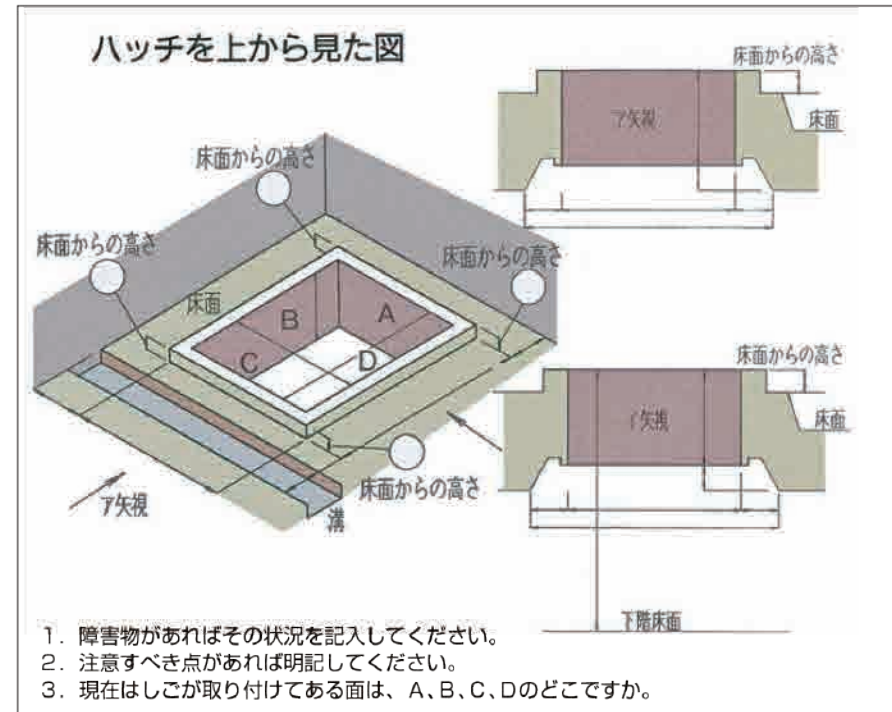 ハッチを上から見た図
床面からの高さ
床面からの高さ
床面からの高さ
床面
A
B
C
D
床面からの高さ
ア矢視
溝
床面からの高さ
ア矢視
床面
床面からの高さ
イ矢視
床面
下階床面
1. 障害物があればその状況を記入してください。
2. 注意すべき点があれば明記してください。
3. 現在はしごが取り付けてある面は、A、B、C、Dのどこですか。